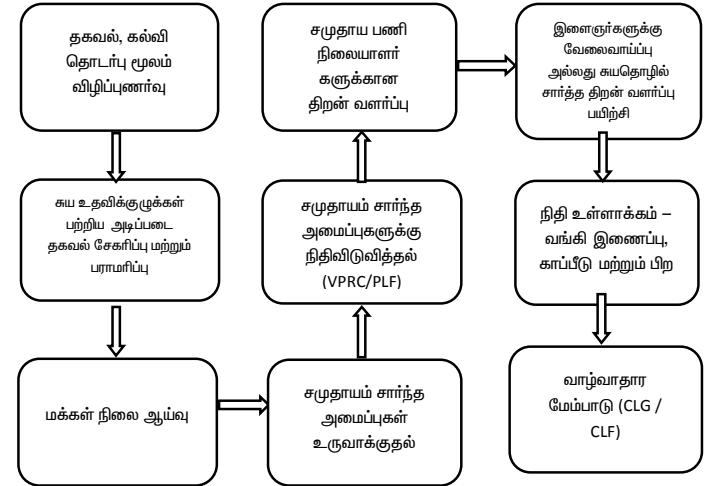 தகவல், கல்வி
தொடர்பு மூலம்
விழிப்புணர்வு
சுய உதவிக்குழுக்கள்
பற்றிய அடிப்படை
தகவல் சேகரிப்பு மற்றும்
பராமரிப்பு
மக்கள் நிலை ஆய்வு
சமுதாயம் சார்ந்த
அமைப்புகள்
உருவாக்குதல்
சமுதாயம் சார்ந்த
அமைப்புகளுக்கு
நிதிவிடுவித்தல்
(VPRC/PLF)
சமுதாய பணி
நிலையாளர்
களுக்கான
திறன் வளர்ப்பு
இளைஞர்களுக்கு
வேலைவாய்ப்பு
அல்லது சுயதொழில்
சார்த்த திறன் வளர்ப்பு
பயிற்சி
நிதி உள்ளாக்கம் –
வங்கி இணைப்பு,
காப்பீடு மற்றும் பிற
வாழ்வாதார
மேம்பாடு (CLG /
CLF)